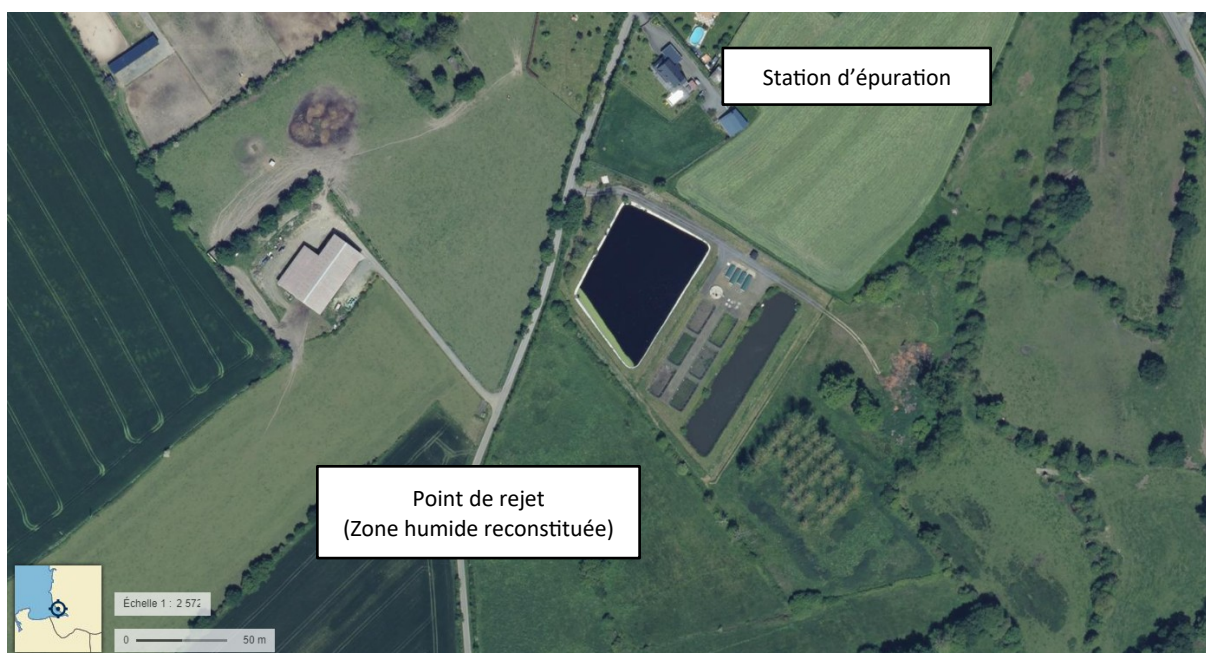 Station d'épuration
Point de rejet
(Zone humide reconstituée)
Échelle 1 : 2 572
0 50 m